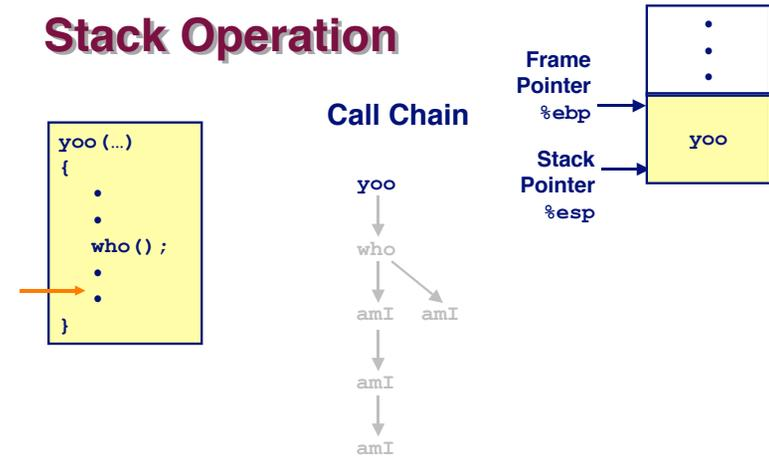 Stack Operation
yoo(…)
{
•
•
who();
•
•
}
Call Chain
yoo
who
amI amI
amI
amI
Frame
Pointer
%ebp
Stack
Pointer
%esp
•
•
•
yoo